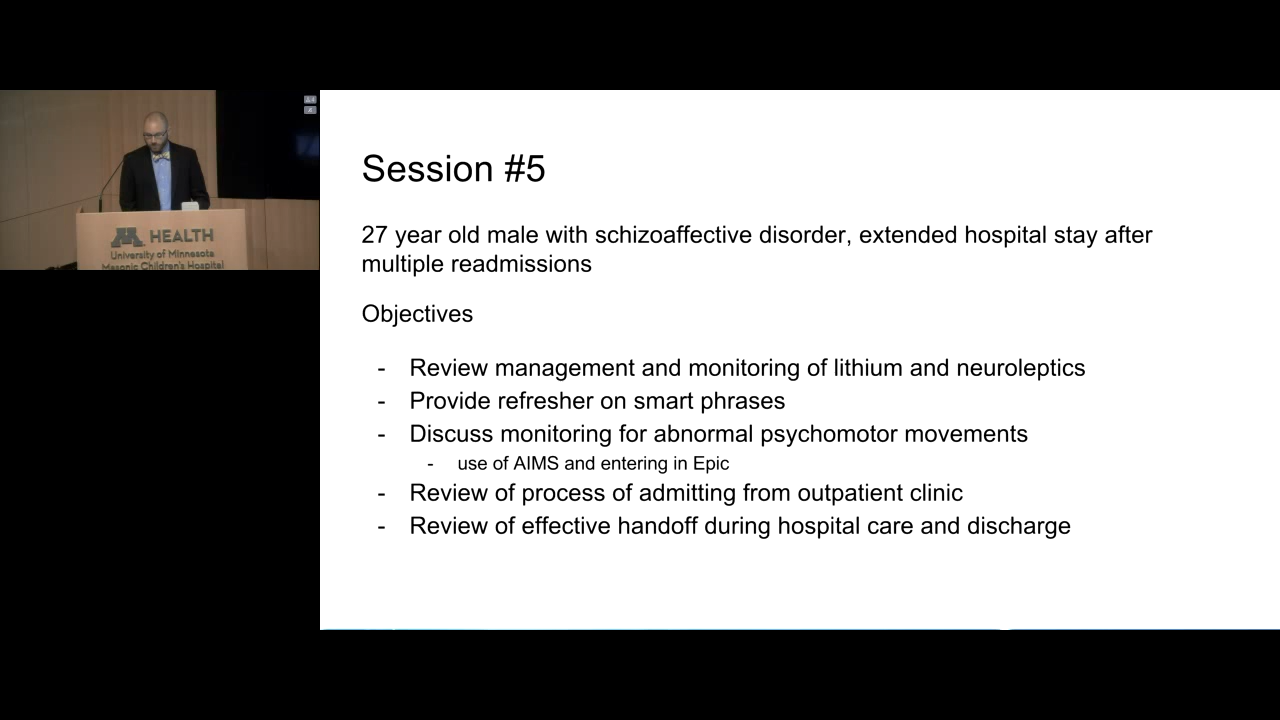 HEALTH
University of Minnesota
Masonic Children's Hospital
Session #5
27 year old male with schizoaffective disorder, extended hospital stay after
multiple readmissions
Objectives
- Review management and monitoring of lithium and neuroleptics
- Provide refresher on smart phrases
- Discuss monitoring for abnormal psychomotor movements
- use of AIMS and entering in Epic
- Review of process of admitting from outpatient clinic
- Review of effective handoff during hospital care and discharge